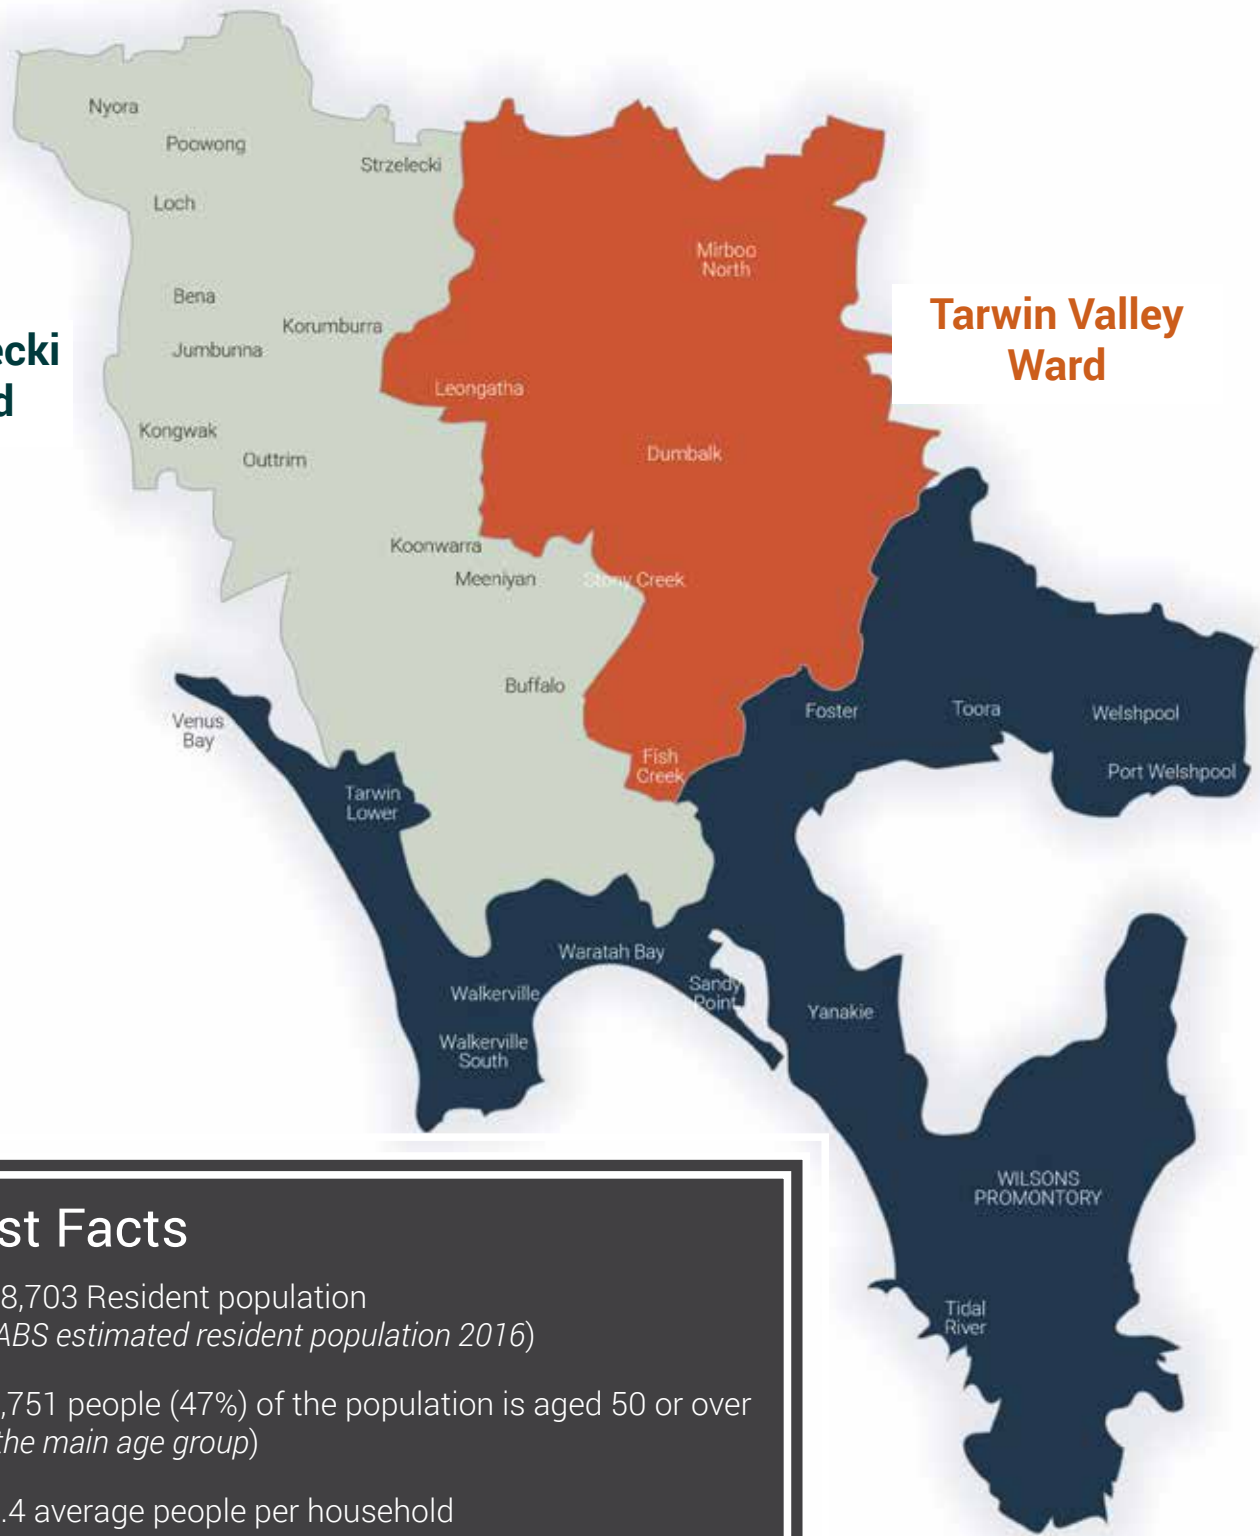 Nyora
Poowong
Strzelecki
Loch
Mirboo
North
Bena
Korumburra
Jumbunna
Tarwin Valley
Ward
ecki
d
Leongatha
Kongwak
Outtrim
Dumbalk
Koonwarra
Meeniyan
Stony Creek
Buffalo
Venus
Bay
Foster
Toora
Welshpool
Fish
Creek
Port Welshpool
Tarwin
Lower
Waratah Bay
Walkerville
Sandy
Point
Yanakie
Walkerville
South
WILSONS
PROMONTORY
Tidal
River
st Facts
8,703 Resident population
ABS estimated resident population 2016)
,751 people (47%) of the population is aged 50 or over
the main age group)
.4 average people per household